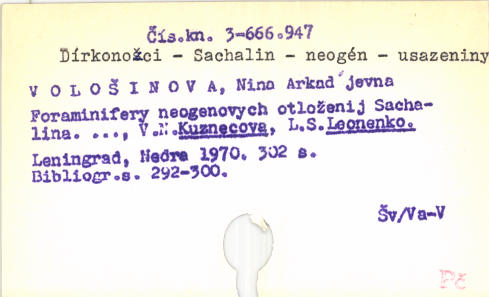 Čís.kn. 3-666.947
Dírkonožci - Sachalin - neogén - usazeniny
V O L O Š I N O V A, Nina Arkad´jevna
Foraminifery neogenovych otloženij Sacha-
lina. ..., V.N.Kuznecova, L.S.Leonenko.
Leningrad, Nedra 1970. 302 s.
Bibliogr.s. 292-300.
Šv/Va-V
Pč